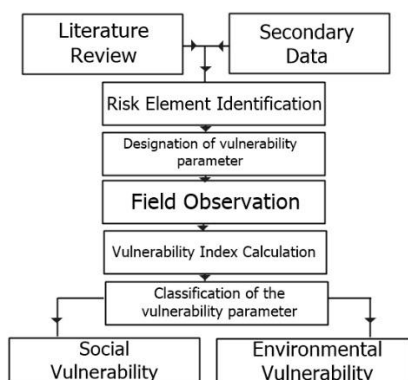 Literature
Review
Secondary
Data
Risk Element Identification
Designation of vulnerability
parameter
Field Observation
Vulnerability Index Calculation
Classification of the
vulnerability parameter
Social
Vulnerability
Environmental
Vulnerability